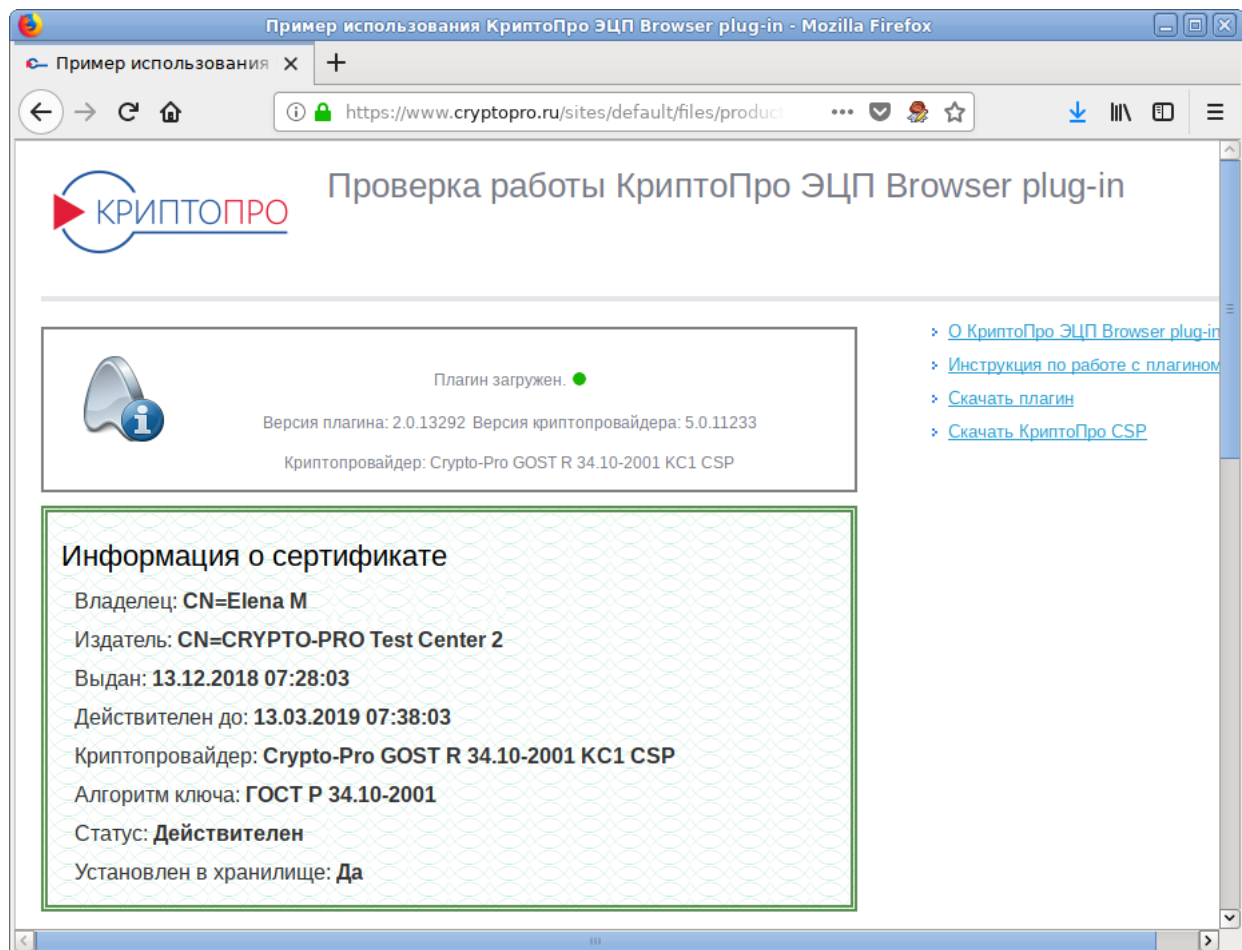 Пример использования КриптоПро ЭЦП Browser plug-in - Mozilla Firefox
Пример использования
https://www.cryptopro.ru/sites/default/files/product
КРИПТОПРО
Проверка работы КриптоПро ЭЦП Browser plug-in
Плагин загружен.
Версия плагина: 2.0.13292 Версия криптопровайдера: 5.0.11233
Криптопровайдер: Crypto-Pro GOST R 34.10-2001 KC1 CSP
О КриптоПро ЭЦП Browser plug-in
Инструкция по работе с плагином
Скачать плагин
Скачать КриптоПро CSP
Информация о сертификате
Владелец: CN=Elena M
Издатель: CN=CRYPTO-PRO Test Center 2
Выдан: 13.12.2018 07:28:03
Действителен до: 13.03.2019 07:38:03
Криптопровайдер: Crypto-Pro GOST R 34.10-2001 KC1 CSP
Алгоритм ключа: ГОСТ Р 34.10-2001
Статус: Действителен
Установлен в хранилище: Да